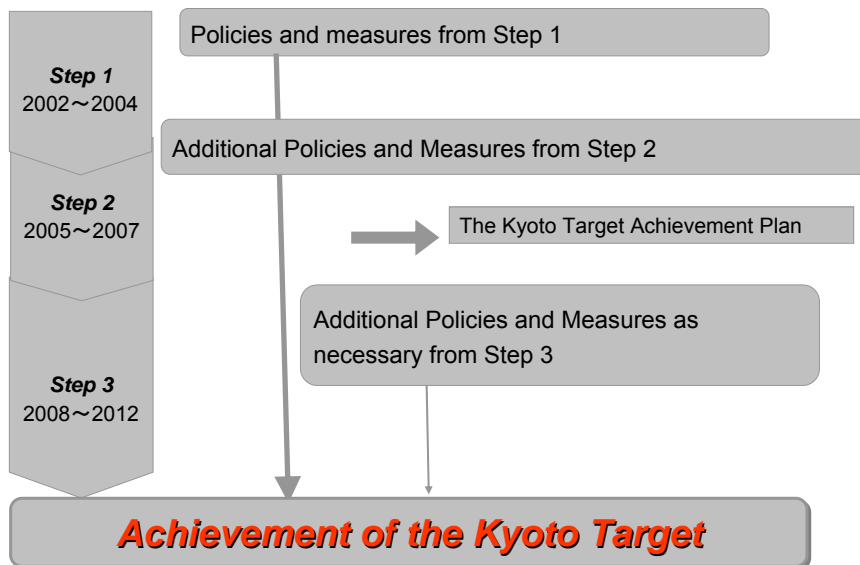 Policies and measures from Step 1
Step 1
2002～2004
Additional Policies and Measures from Step 2
Step 2
2005～2007
The Kyoto Target Achievement Plan
Additional Policies and Measures as
necessary from Step 3
Step 3
2008～2012
Achievement of the Kyoto Target